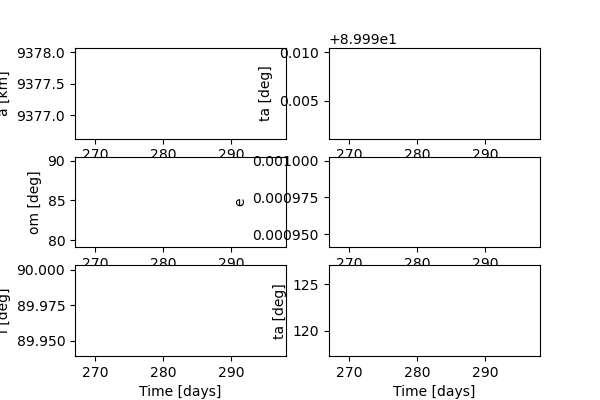 +8.999e1
9378.0
9377.5
9377.0
a [km]
270 280 290
0.010
0.005
ta [deg]
270 280 290
90
85
80
om [deg]
270 280 290
0.001000
0.000975
0.000950
e
270 280 290
90.000
89.975
89.950
i [deg]
270 280 290
Time [days]
125
120
ta [deg]
270 280 290
Time [days]